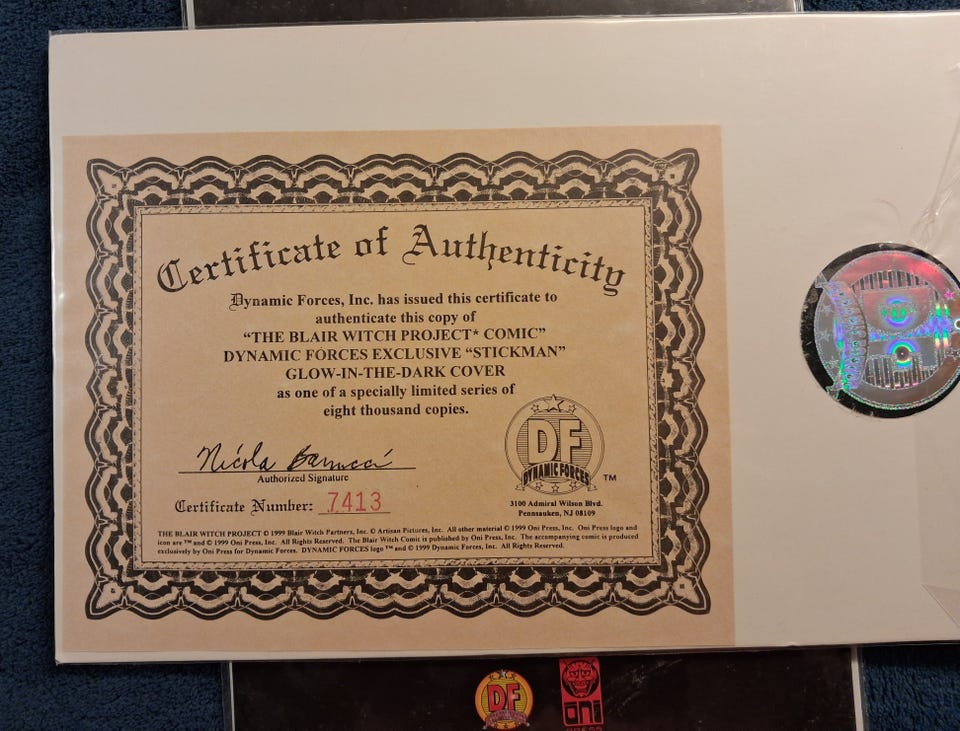 Certificate of Authenticity
Dynamic Forces, Inc. has issued this certificate to
authenticate this copy of
“THE BLAIR WITCH PROJECT* COMIC”
DYNAMIC FORCES EXCLUSIVE “STICKMAN”
GLOW-IN-THE-DARK COVER
as one of a specially limited series of
eight thousand copies.
Nicola Barrucci
Authorized Signature
Certificate Number: 7413
DF
DYNAMIC FORCES
TM
3100 Admiral Wilson Blvd.
Pennsauken, NJ 08109
THE BLAIR WITCH PROJECT © 1999 Blair Witch Partners, Inc. © Artisan Pictures, Inc. All other material © 1999 Oni Press, Inc. Oni Press logo and
icon are ™ and © 1999 Oni Press, Inc. All Rights Reserved. The Blair Witch Comic is published by Oni Press, Inc. The accompanying comic is produced
exclusively by Oni Press for Dynamic Forces. DYNAMIC FORCES logo ™ and © 1999 Dynamic Forces, Inc. All Rights Reserved.
DF
oni
PRESS